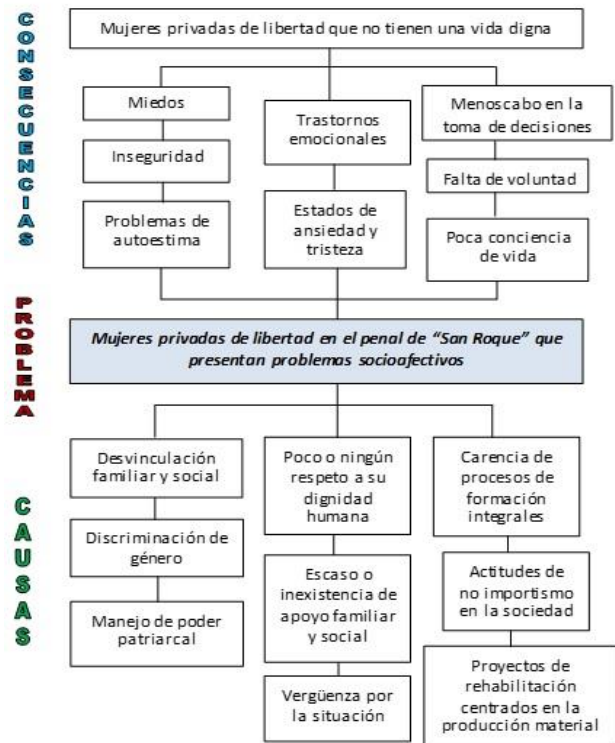 CONSECUENCIAS
Mujeres privadas de libertad que no tienen una vida digna
Miedos
Inseguridad
Problemas de
autoestima
Trastornos
emocionales
Estados de
ansiedad y
tristeza
Menoscabo en la
toma de decisiones
Falta de voluntad
Poca conciencia
de vida
PROBLEMA
Mujeres privadas de libertad en el penal de “San Roque” que
presentan problemas socioafectivos
CAUSAS
Desvinculación
familiar y social
Discriminación de
género
Manejo de poder
patriarcal
Poco o ningún
respeto a su
dignidad
humana
Escaso o
inexistencia de
apoyo familiar
y social
Vergüenza por
la situación
Carencia de
procesos de
formación
integrales
Actitudes de
no importismo
en la sociedad
Proyectos de
rehabilitación
centrados en la
producción material